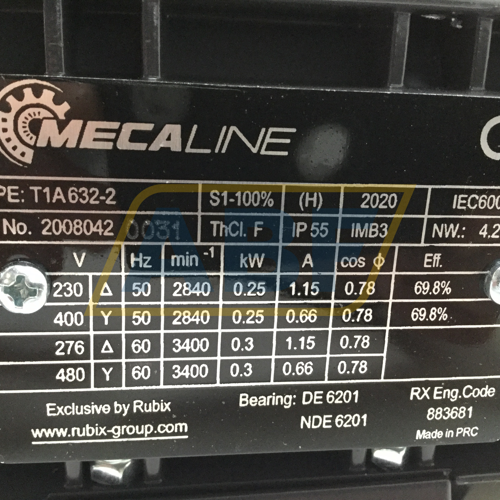 MECALINE
PE: T1A 632-2 S1-100% (H) 2020 IEC600
No. 2008042 0031 ThCl. F IP 55 IMB3 NW.: 4.2
V Hz min⁻¹ kW A cos Φ Eff.
230 Δ 50 2840 0.25 1.15 0.78 69.8%
400 Y 50 2840 0.25 0.66 0.78 69.8%
276 Δ 60 3400 0.3 1.15 0.78
480 Y 60 3400 0.3 0.66 0.78
Exclusive by Rubix Bearing: DE 6201 RX Eng.Code
www.rubix-group.com NDE 6201 883681
Made in PRC